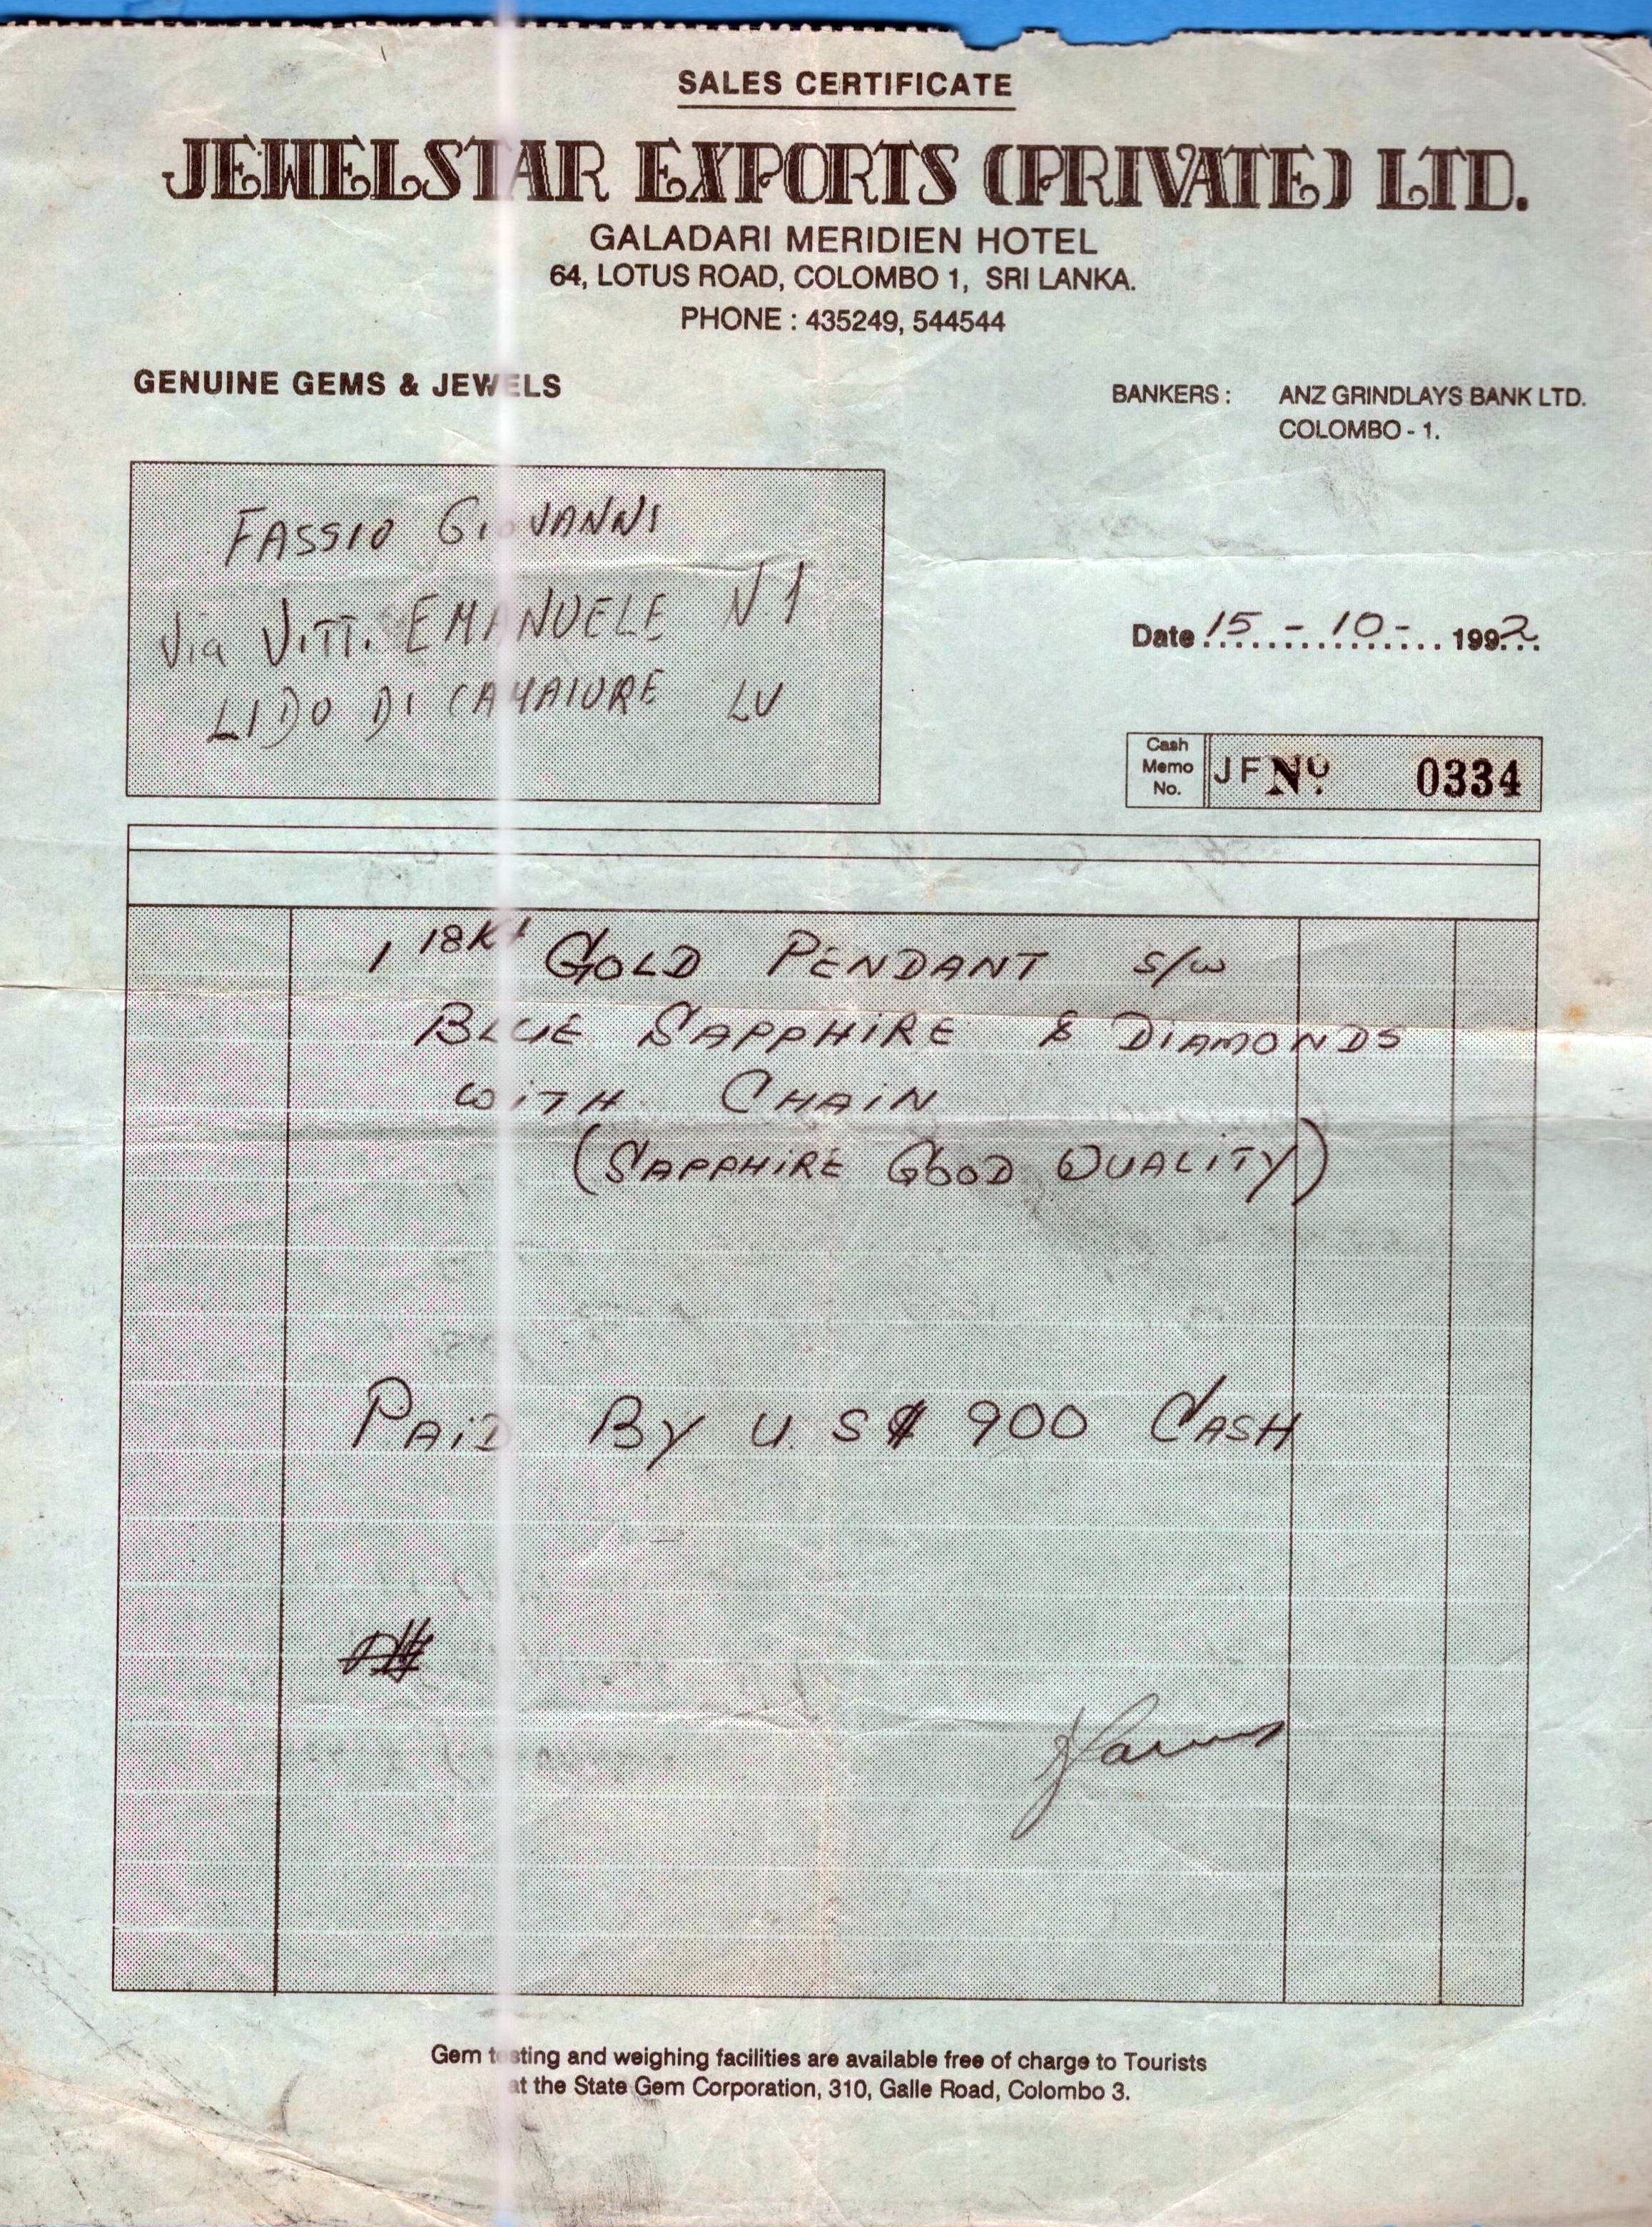 SALES CERTIFICATE
JEWELSTAR EXPORTS (PRIVATE) LTD.
GALADARI MERIDIEN HOTEL
64, LOTUS ROAD, COLOMBO 1, SRI LANKA.
PHONE : 435249, 544544
GENUINE GEMS & JEWELS
BANKERS : ANZ GRINDLAYS BANK LTD.
COLOMBO - 1.
FASSIO GIOVANNI
Via VITT. EMANUELE N.1
LIDO DI CAMAIORE LU
Date 15 - 10 - 1992
Cash Memo No. JF No 0334
1 18Kt GOLD PENDANT s/w
BLUE SAPPHIRE & DIAMONDS
WITH CHAIN
(SAPPHIRE GOOD QUALITY)
PAID BY U.S$ 900 CASH
Gem testing and weighing facilities are available free of charge to Tourists
at the State Gem Corporation, 310, Galle Road, Colombo 3.